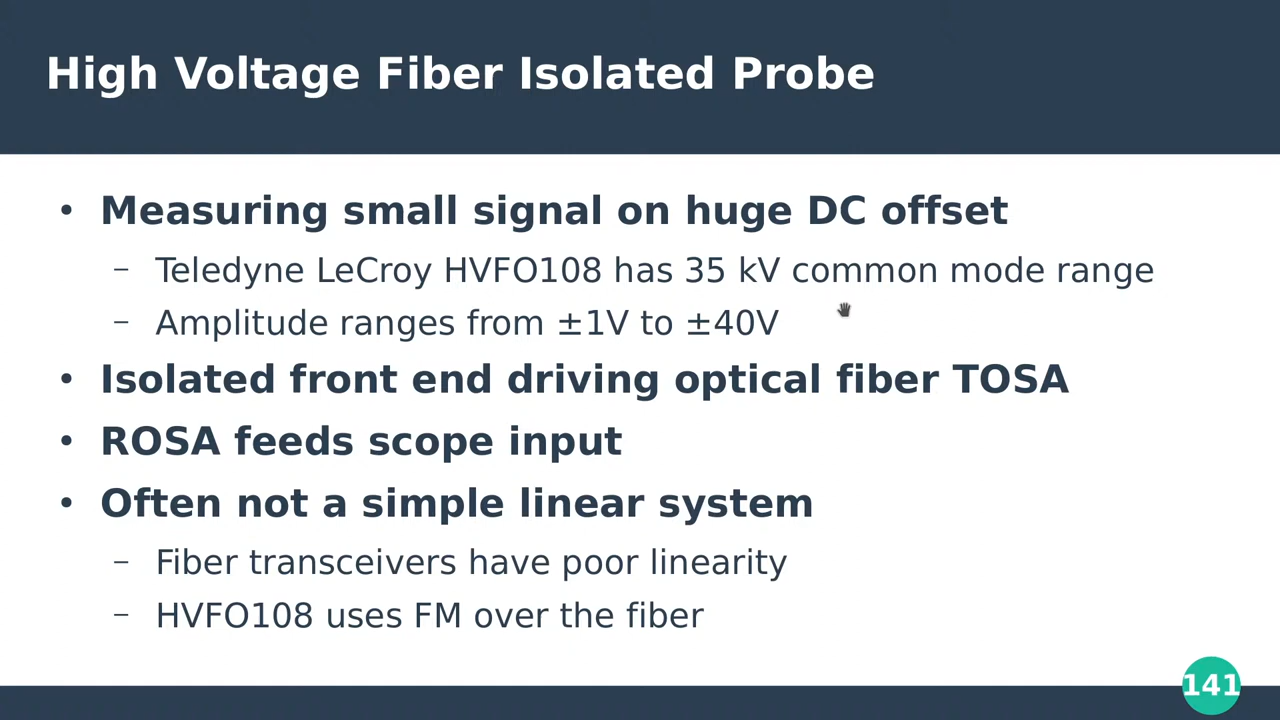 High Voltage Fiber Isolated Probe
• Measuring small signal on huge DC offset
– Teledyne LeCroy HVFO108 has 35 kV common mode range
– Amplitude ranges from ±1V to ±40V
• Isolated front end driving optical fiber TOSA
• ROSA feeds scope input
• Often not a simple linear system
– Fiber transceivers have poor linearity
– HVFO108 uses FM over the fiber
141